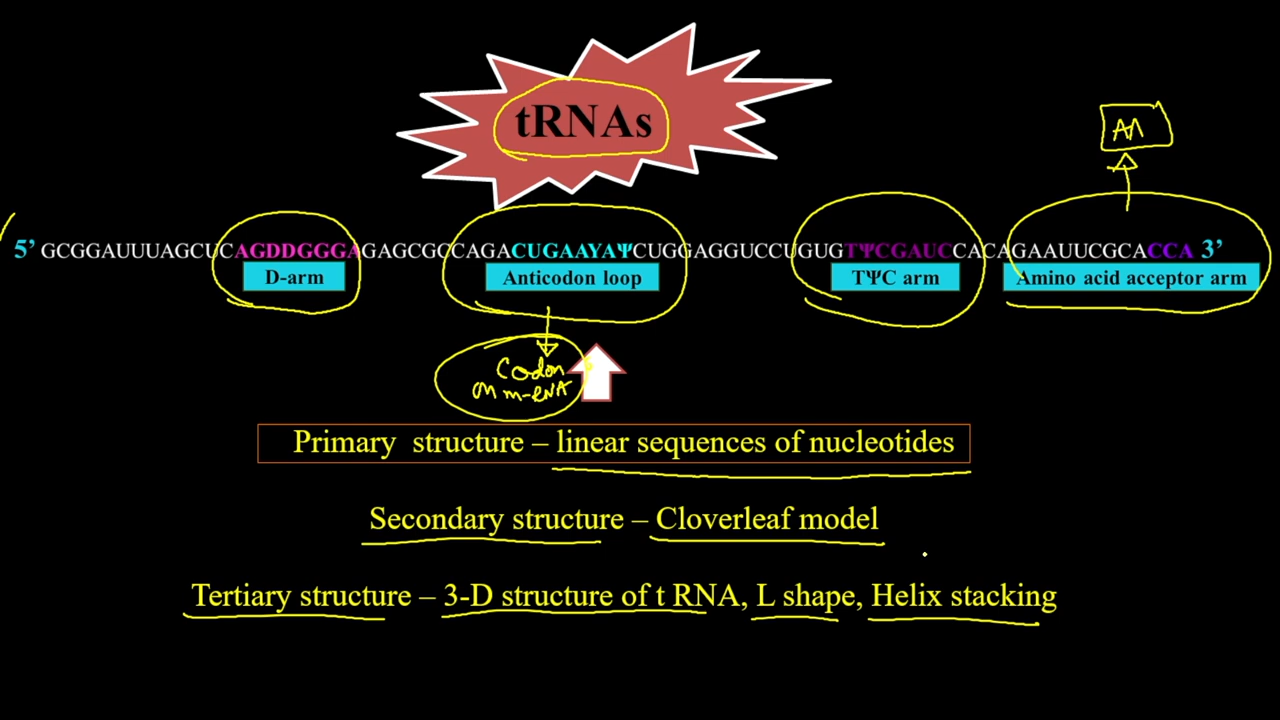 tRNAs
AA
5’ GCGGAUUUAGCUCAGDDGGGAGAGCGCCAGACUGAAYAΨCUGGAGGUCCUGUGTΨCGAUCCACAGAAUUCGCACCA 3’
D-arm Anticodon loop TΨC arm Amino acid acceptor arm
Codon
on m-RNA
Primary structure – linear sequences of nucleotides
Secondary structure – Cloverleaf model
Tertiary structure – 3-D structure of t RNA, L shape, Helix stacking